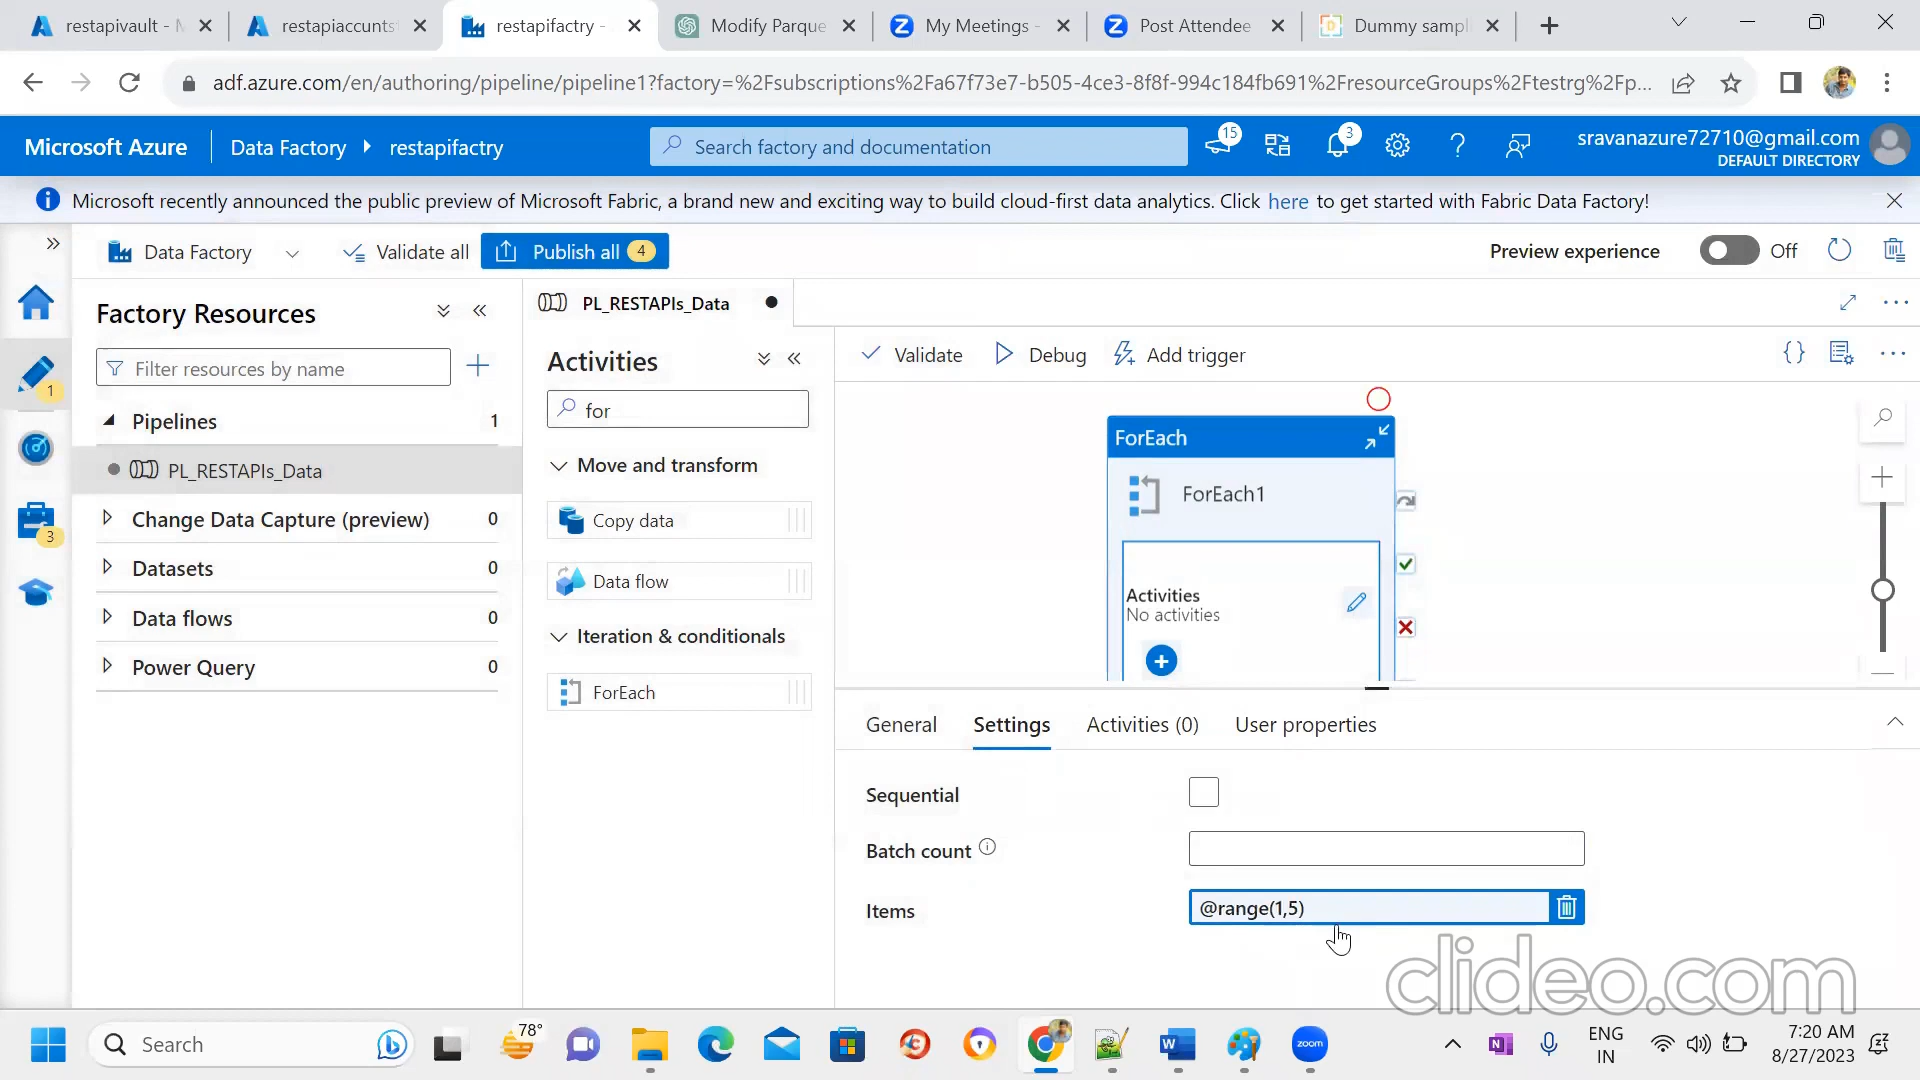 restapivault - M
restapiaccunts
restapifactry -
Modify Parque
My Meetings -
Post Attendee
Dummy sampl
adf.azure.com/en/authoring/pipeline/pipeline1?factory=%2Fsubscriptions%2Fa67f73e7-b505-4ce3-8f8f-994c184fb691%2FresourceGroups%2Ftestrg%2Fp...
Microsoft Azure
Data Factory
restapifactry
Search factory and documentation
15
3
sravanazure72710@gmail.com
DEFAULT DIRECTORY
Microsoft recently announced the public preview of Microsoft Fabric, a brand new and exciting way to build cloud-first data analytics. Click here to get started with Fabric Data Factory!
Data Factory
Validate all
Publish all 4
Preview experience
Off
Factory Resources
Filter resources by name
1
3
Pipelines 1
PL_RESTAPIs_Data
Change Data Capture (preview) 0
Datasets 0
Data flows 0
Power Query 0
PL_RESTAPIs_Data
Activities
for
Move and transform
Copy data
Data flow
Iteration & conditionals
ForEach
Validate
Debug
Add trigger
ForEach
ForEach1
Activities
No activities
General
Settings
Activities (0)
User properties
Sequential
Batch count
Items
@range(1,5)
clideo.com
Search
78°
W
zoom
ENG
IN
7:20 AM
8/27/2023